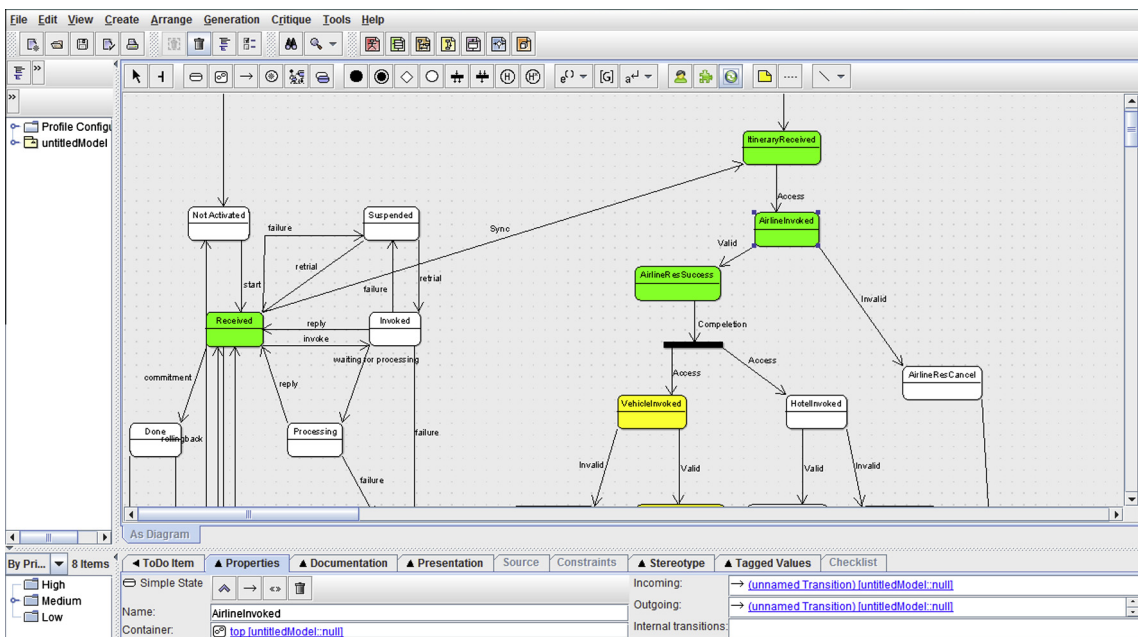 File Edit View Create Arrange Generation Critique Tools Help
Profile Configu
untitledModel
ItineraryReceived
Access
AirlineInvoked
NotActivated
Suspended
failure
Sync
Valid
retrial
AirlineResSuccess
start
failure
retrial
Invalid
Received
reply
Invoked
Compeletion
invoke
waiting for processing
Access
Access
commitment
reply
AirlineResCancel
VehicleInvoked
HotelInvoked
Done
rollingback
Processing
failure
Invalid
Valid
Valid
Invalid
failure
As Diagram
By Pri... 8 Items
High
Medium
Low
ToDo Item Properties Documentation Presentation Source Constraints Stereotype Tagged Values Checklist
Simple State
Incoming: (unnamed Transition) [untitledModel::null]
Name: AirlineInvoked
Outgoing: (unnamed Transition) [untitledModel::null]
Container: top [untitledModel::null]
Internal transitions: